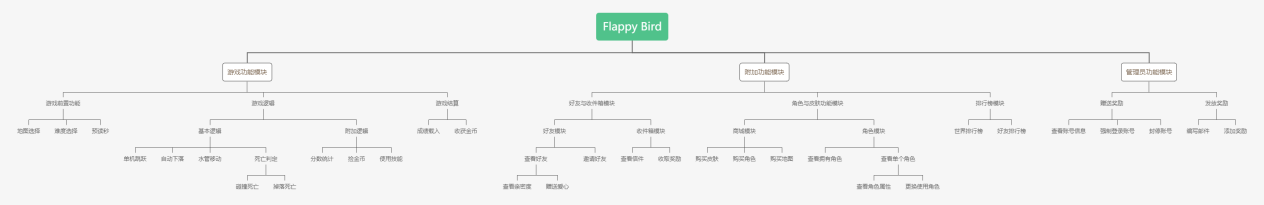 Flappy Bird
游戏功能模块
附加功能模块
管理员功能模块
游戏前置功能
游戏逻辑
游戏结算
好友与收件箱模块
角色与皮肤功能模块
排行榜模块
赠送奖励
发放奖励
地图选择
难度选择
预读秒
基本逻辑
附加逻辑
成绩载入
收获金币
好友模块
收件箱模块
商城模块
角色模块
世界排行榜
好友排行榜
查看账号信息
强制登录账号
封停账号
编写邮件
添加奖励
单机跳跃
自动下落
水管移动
死亡判定
分数统计
捡金币
使用技能
查看好友
邀请好友
查看信件
收取奖励
购买皮肤
购买角色
购买地图
查看拥有角色
查看单个角色
碰撞死亡
掉落死亡
查看亲密度
赠送爱心
查看角色属性
更换使用角色